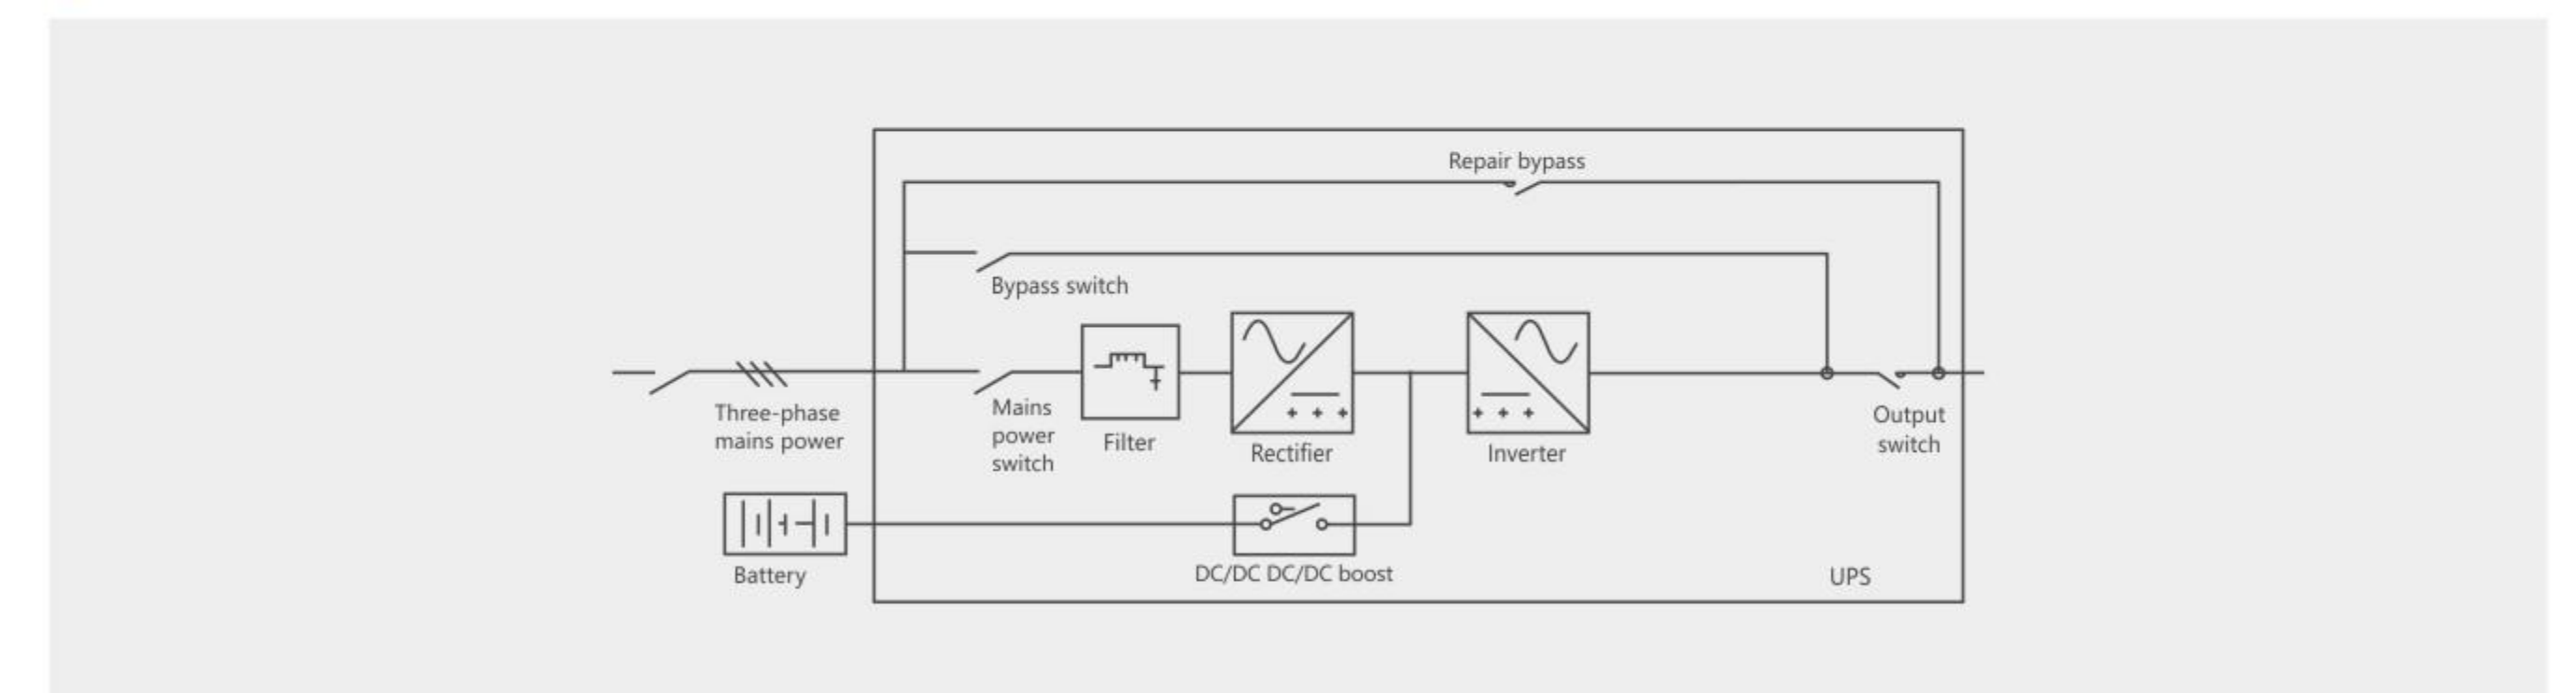 Repair bypass
Bypass switch
Three-phase
mains power
Mains
power
switch
Filter
Rectifier
Inverter
Output
switch
Battery
DC/DC DC/DC boost
UPS